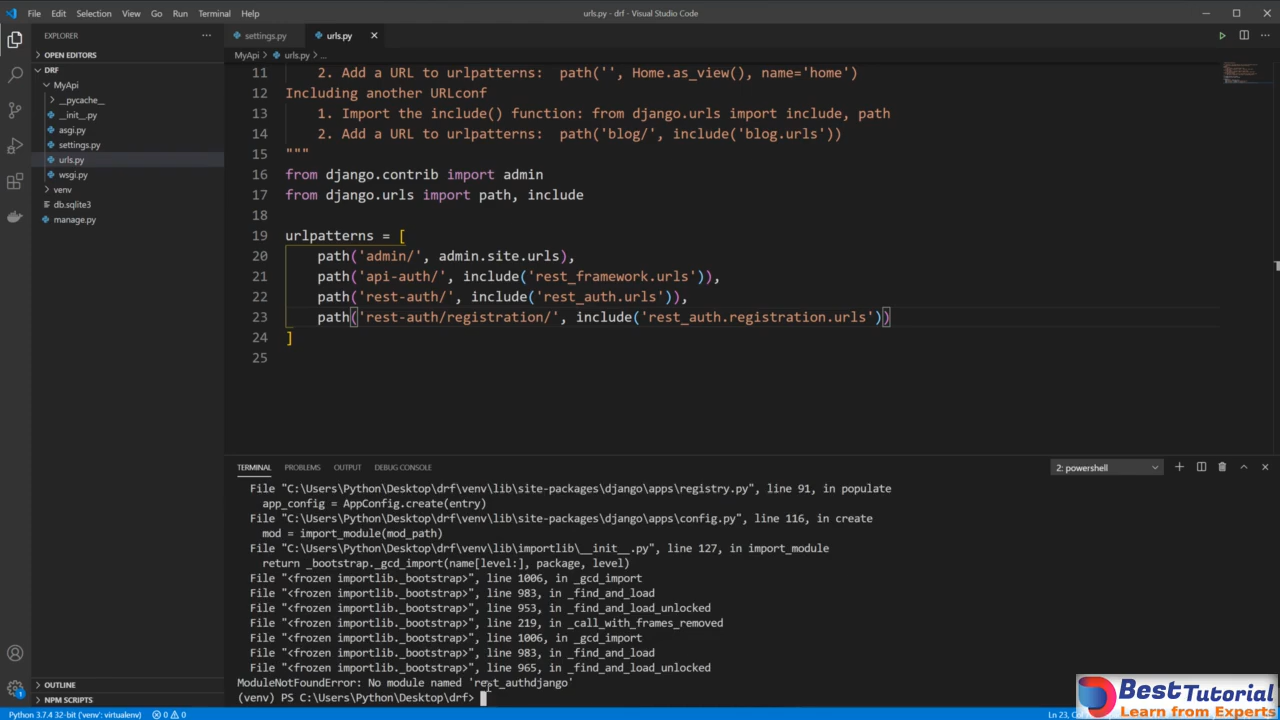 File Edit Selection View Go Run Terminal Help
urls.py - drf - Visual Studio Code
EXPLORER
OPEN EDITORS
DRF
MyApi
__pycache__
__init__.py
asgi.py
settings.py
urls.py
wsgi.py
venv
db.sqlite3
manage.py
OUTLINE
NPM SCRIPTS
settings.py urls.py
MyApi > urls.py > ...
11 2. Add a URL to urlpatterns: path('', Home.as_view(), name='home')
12 Including another URLconf
13 1. Import the include() function: from django.urls import include, path
14 2. Add a URL to urlpatterns: path('blog/', include('blog.urls'))
15 """
16 from django.contrib import admin
17 from django.urls import path, include
18
19 urlpatterns = [
20 path('admin/', admin.site.urls),
21 path('api-auth/', include('rest_framework.urls')),
22 path('rest-auth/', include('rest_auth.urls')),
23 path('rest-auth/registration/', include('rest_auth.registration.urls'))
24 ]
25
TERMINAL PROBLEMS OUTPUT DEBUG CONSOLE
2: powershell
File "C:\Users\Python\Desktop\drf\venv\lib\site-packages\django\apps\registry.py", line 91, in populate
app_config = AppConfig.create(entry)
File "C:\Users\Python\Desktop\drf\venv\lib\site-packages\django\apps\config.py", line 116, in create
mod = import_module(mod_path)
File "C:\Users\Python\Desktop\drf\venv\lib\importlib\__init__.py", line 127, in import_module
return _bootstrap._gcd_import(name[level:], package, level)
File "<frozen importlib._bootstrap>", line 1006, in _gcd_import
File "<frozen importlib._bootstrap>", line 983, in _find_and_load
File "<frozen importlib._bootstrap>", line 953, in _find_and_load_unlocked
File "<frozen importlib._bootstrap>", line 219, in _call_with_frames_removed
File "<frozen importlib._bootstrap>", line 1006, in _gcd_import
File "<frozen importlib._bootstrap>", line 983, in _find_and_load
File "<frozen importlib._bootstrap>", line 965, in _find_and_load_unlocked
ModuleNotFoundError: No module named 'rest_authdjango'
(venv) PS C:\Users\Python\Desktop\drf>
1
Python 3.7.4 32-bit ('venv': virtualenv) 0 0
Ln 23,
BestTutorial
Learn from Experts